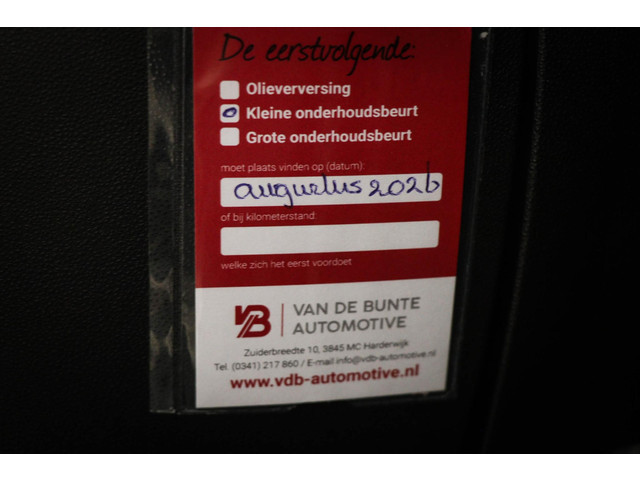 De eerstvolgende:
Olieverversing
Kleine onderhoudsbeurt
Grote onderhoudsbeurt
moet plaats vinden op (datum):
augustus 2026
of bij kilometerstand:
welke zich het eerst voordoet
VB
VAN DE BUNTE
AUTOMOTIVE
Zuiderbreedte 10, 3845 MC Harderwijk
Tel. (0341) 217 860 / E-mail info@vdb-automotive.nl
www.vdb-automotive.nl